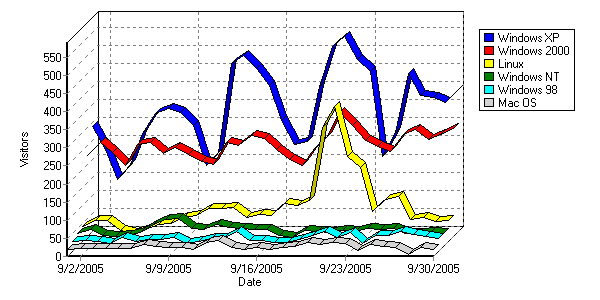 Visitors
550
500
450
400
350
300
250
200
150
100
50
0
9/2/2005 9/9/2005 9/16/2005 9/23/2005 9/30/2005
Date
Windows XP
Windows 2000
Linux
Windows NT
Windows 98
Mac OS